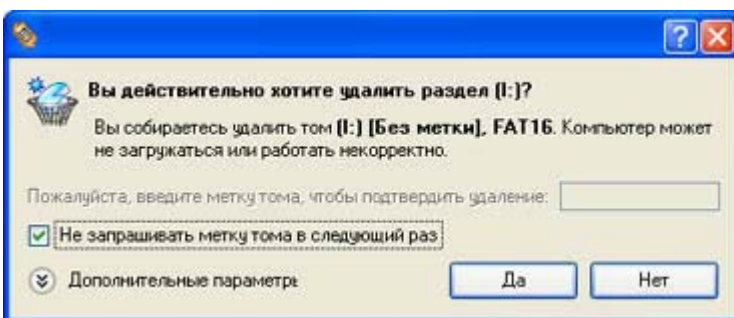 Вы действительно хотите удалить раздел (I:)?
Вы собираетесь удалить том (I:) [Без метки], FAT16. Компьютер может
не загружаться или работать некорректно.
Пожалуйста, введите метку тома, чтобы подтвердить удаление:
Не запрашивать метку тома в следующий раз
Дополнительные параметры
Да
Нет